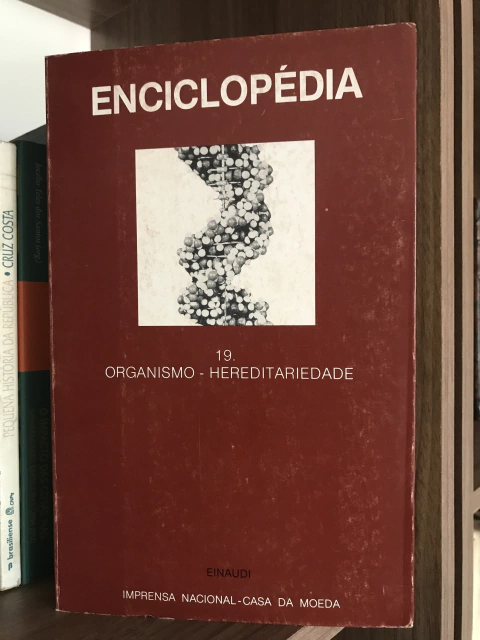 ENCICLOPÉDIA
19.
ORGANISMO - HEREDITARIEDADE
EINAUDI
IMPRENSA NACIONAL - CASA DA MOEDA
PEQUENA HISTÓRIA DA REPÚBLICA • CRUZ COSTA
brasiliense